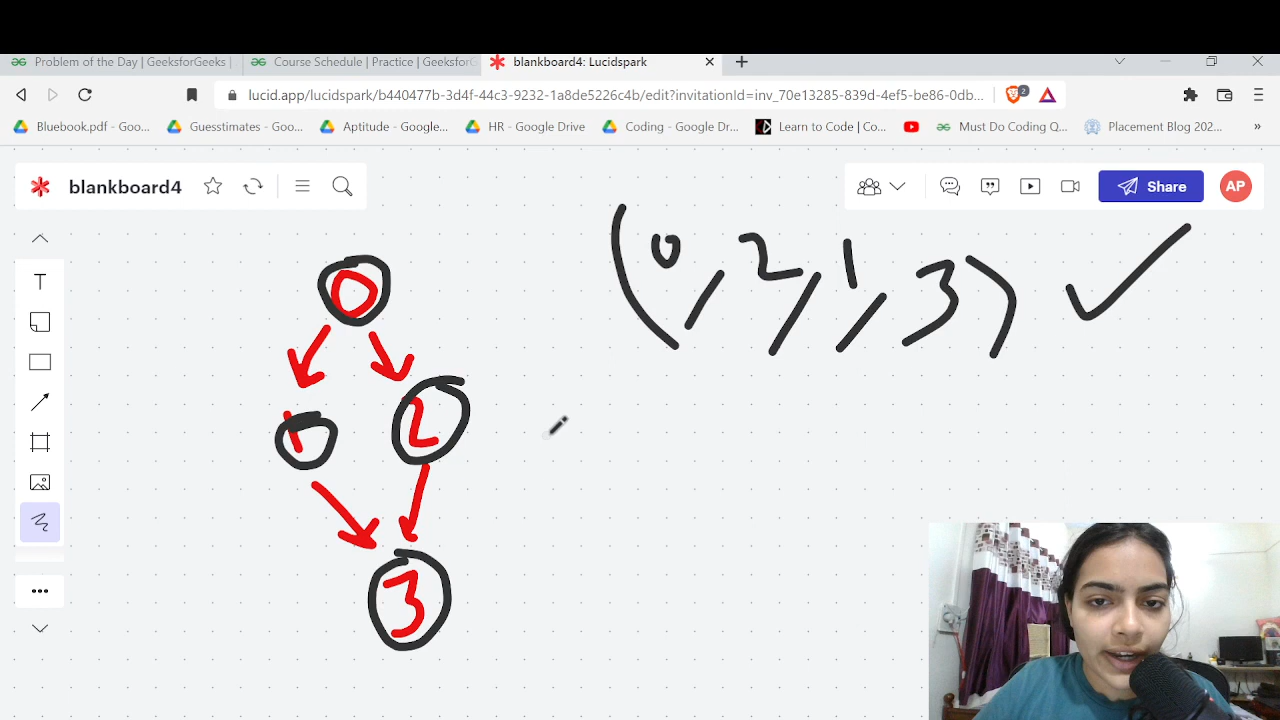 Problem of the Day | GeeksforGeeks |
Course Schedule | Practice | GeeksforG
blankboard4: Lucidspark
lucid.app/lucidspark/b440477b-3d4f-44c3-9232-1a8de5226c4b/edit?invitationId=inv_70e13285-839d-4ef5-be86-0db...
2
Bluebook.pdf - Goo...
Guestimates - Goo...
Aptitude - Google...
HR - Google Drive
Coding - Google Dr...
Learn to Code | Co...
Must Do Coding Q...
Placement Blog 202...
»
blankboard4
Share
AP
T
(0, 2, 1, 3) ✓
0
1 2
3